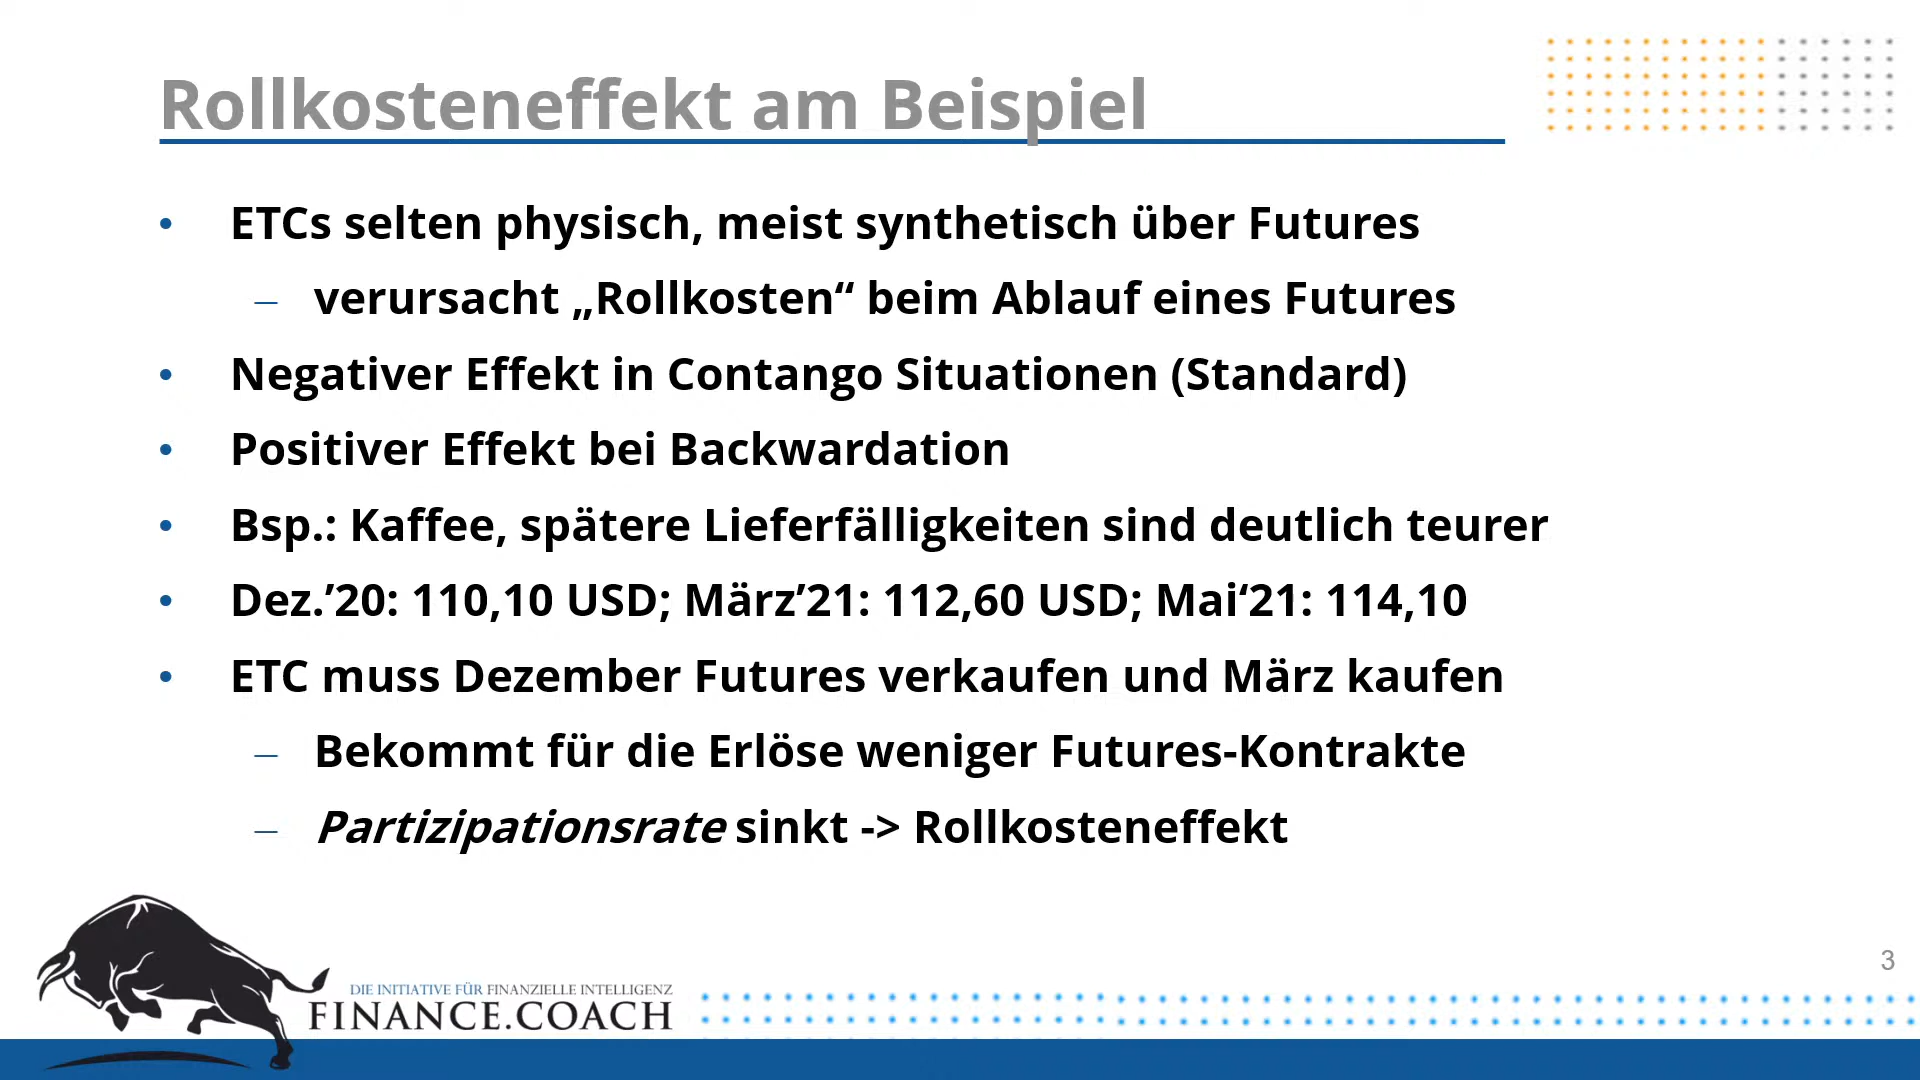 Rollkosteneffekt am Beispiel
• ETCs selten physisch, meist synthetisch über Futures
– verursacht „Rollkosten“ beim Ablauf eines Futures
• Negativer Effekt in Contango Situationen (Standard)
• Positiver Effekt bei Backwardation
• Bsp.: Kaffee, spätere Lieferfälligkeiten sind deutlich teurer
• Dez.’20: 110,10 USD; März’21: 112,60 USD; Mai‘21: 114,10
• ETC muss Dezember Futures verkaufen und März kaufen
– Bekommt für die Erlöse weniger Futures-Kontrakte
– Partizipationsrate sinkt -> Rollkosteneffekt
3
DIE INITIATIVE FÜR FINANZIELLE INTELLIGENZ
FINANCE.COACH